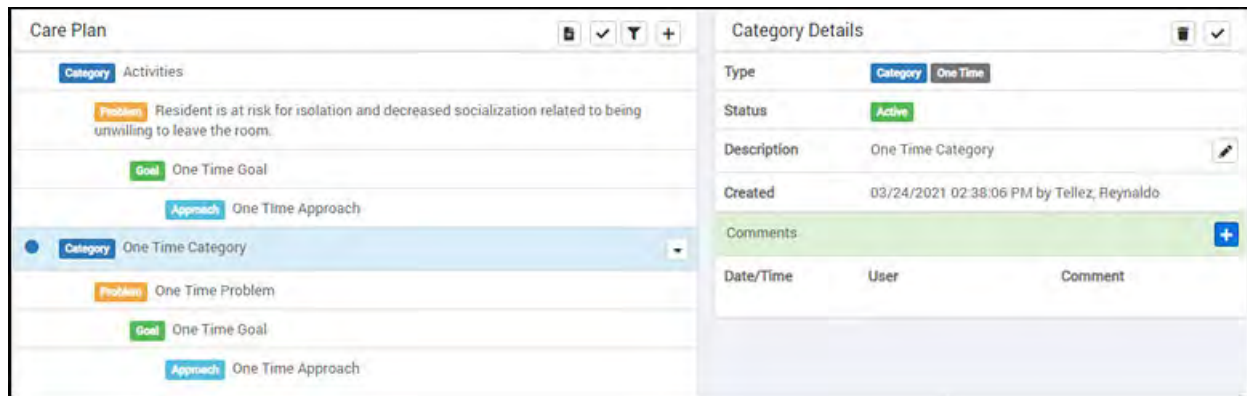 Care Plan
Category Activities
Problem Resident is at risk for isolation and decreased socialization related to being
unwilling to leave the room.
Goal One Time Goal
Approach One TIme Approach
Category One Time Category
Problem One Time Problem
Goal One Time Goal
Approach One Time Approach
Category Details
Type Category One Time
Status Active
Description One Time Category
Created 03/24/2021 02:38:06 PM by Tellez, Reynaldo
Comments
Date/Time User Comment